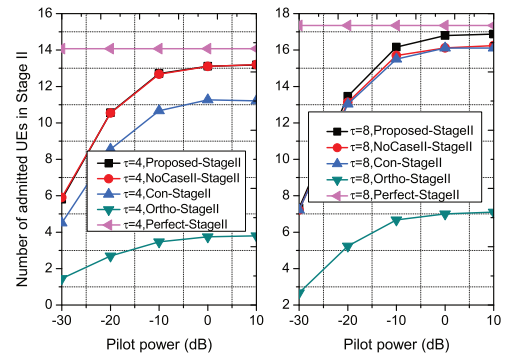 Number of admitted UEs in Stage II
16
14
12
10
8
6
4
2
0
τ=4,Proposed-StageII
τ=4,NoCaseII-StageII
τ=4,Con-StageII
τ=4,Ortho-StageII
τ=4,Perfect-StageII
-30 -20 -10 0 10
Pilot power (dB)
18
16
14
12
10
8
6
4
2
τ=8,Proposed-StageII
τ=8,NoCaseII-StageII
τ=8,Con-StageII
τ=8,Ortho-StageII
τ=8,Perfect-StageII
-30 -20 -10 0 10
Pilot power (dB)